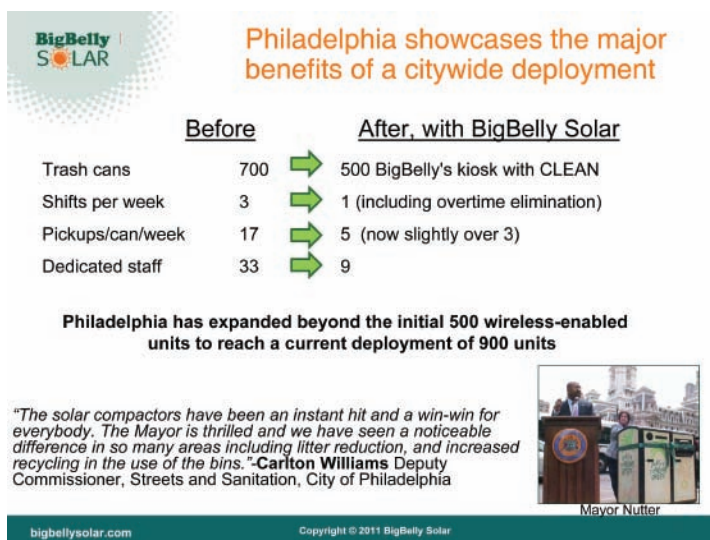 BigBelly
SOLAR
Philadelphia showcases the major
benefits of a citywide deployment
Before After, with BigBelly Solar
Trash cans 700 500 BigBelly's kiosk with CLEAN
Shifts per week 3 1 (including overtime elimination)
Pickups/can/week 17 5 (now slightly over 3)
Dedicated staff 33 9
Philadelphia has expanded beyond the initial 500 wireless-enabled
units to reach a current deployment of 900 units
“The solar compactors have been an instant hit and a win-win for
everybody. The Mayor is thrilled and we have seen a noticeable
difference in so many areas including litter reduction, and increased
recycling in the use of the bins.”-Carlton Williams Deputy
Commissioner, Streets and Sanitation, City of Philadelphia
Mayor Nutter
bigbellysolar.com Copyright © 2011 BigBelly Solar